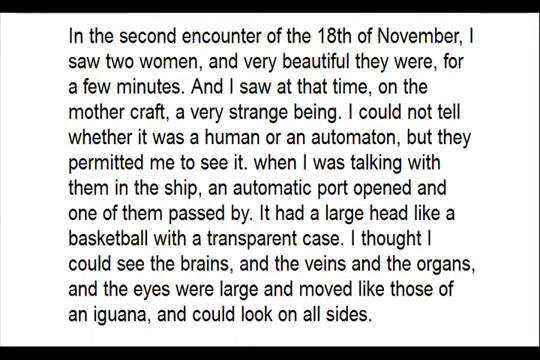 In the second encounter of the 18th of November, I
saw two women, and very beautiful they were, for
a few minutes. And I saw at that time, on the
mother craft, a very strange being. I could not tell
whether it was a human or an automaton, but they
permitted me to see it. when I was talking with
them in the ship, an automatic port opened and
one of them passed by. It had a large head like a
basketball with a transparent case. I thought I
could see the brains, and the veins and the organs,
and the eyes were large and moved like those of
an iguana, and could look on all sides.